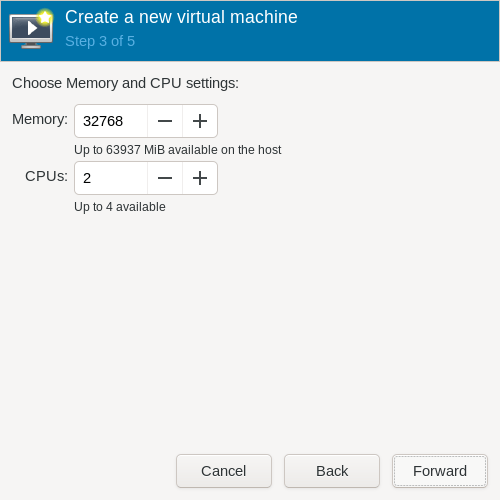 Create a new virtual machine
Step 3 of 5
Choose Memory and CPU settings:
Memory: 32768
Up to 63937 MiB available on the host
CPUs: 2
Up to 4 available
Cancel Back Forward